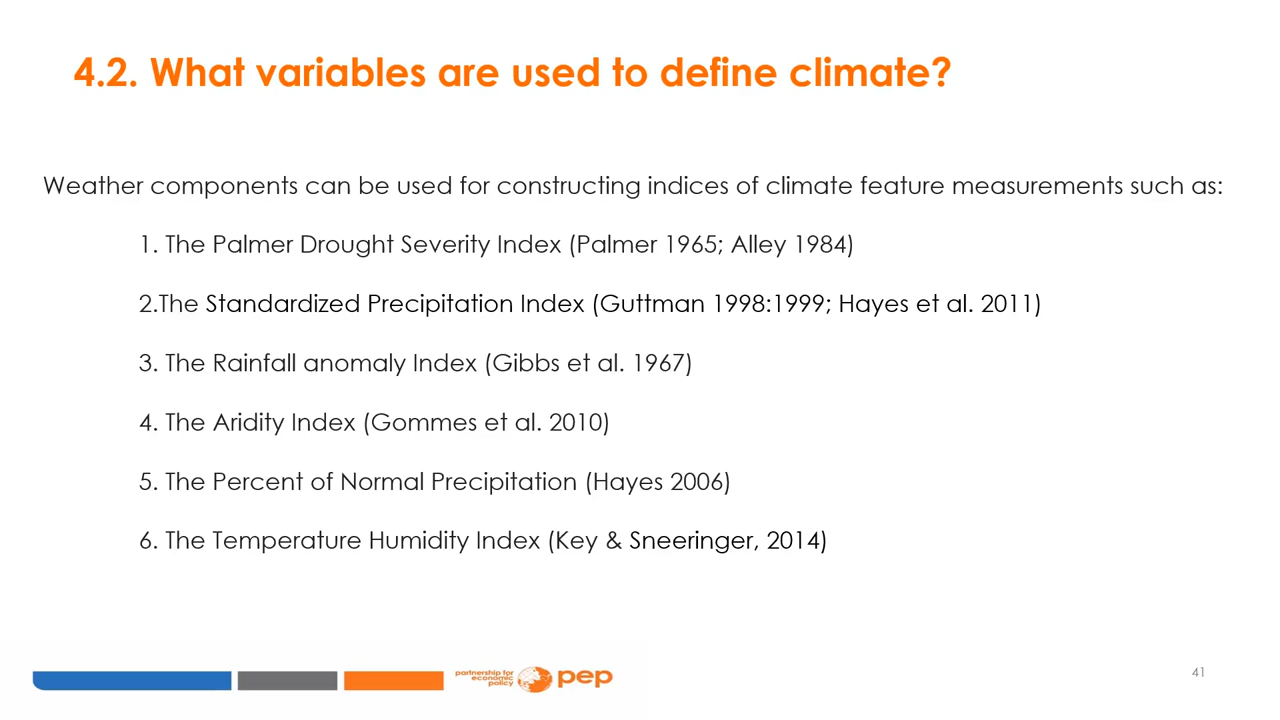 4.2. What variables are used to define climate?
Weather components can be used for constructing indices of climate feature measurements such as:
1. The Palmer Drought Severity Index (Palmer 1965; Alley 1984)
2.The Standardized Precipitation Index (Guttman 1998:1999; Hayes et al. 2011)
3. The Rainfall anomaly Index (Gibbs et al. 1967)
4. The Aridity Index (Gommes et al. 2010)
5. The Percent of Normal Precipitation (Hayes 2006)
6. The Temperature Humidity Index (Key & Sneeringer, 2014)
partnership for
economic
policy
pep
41